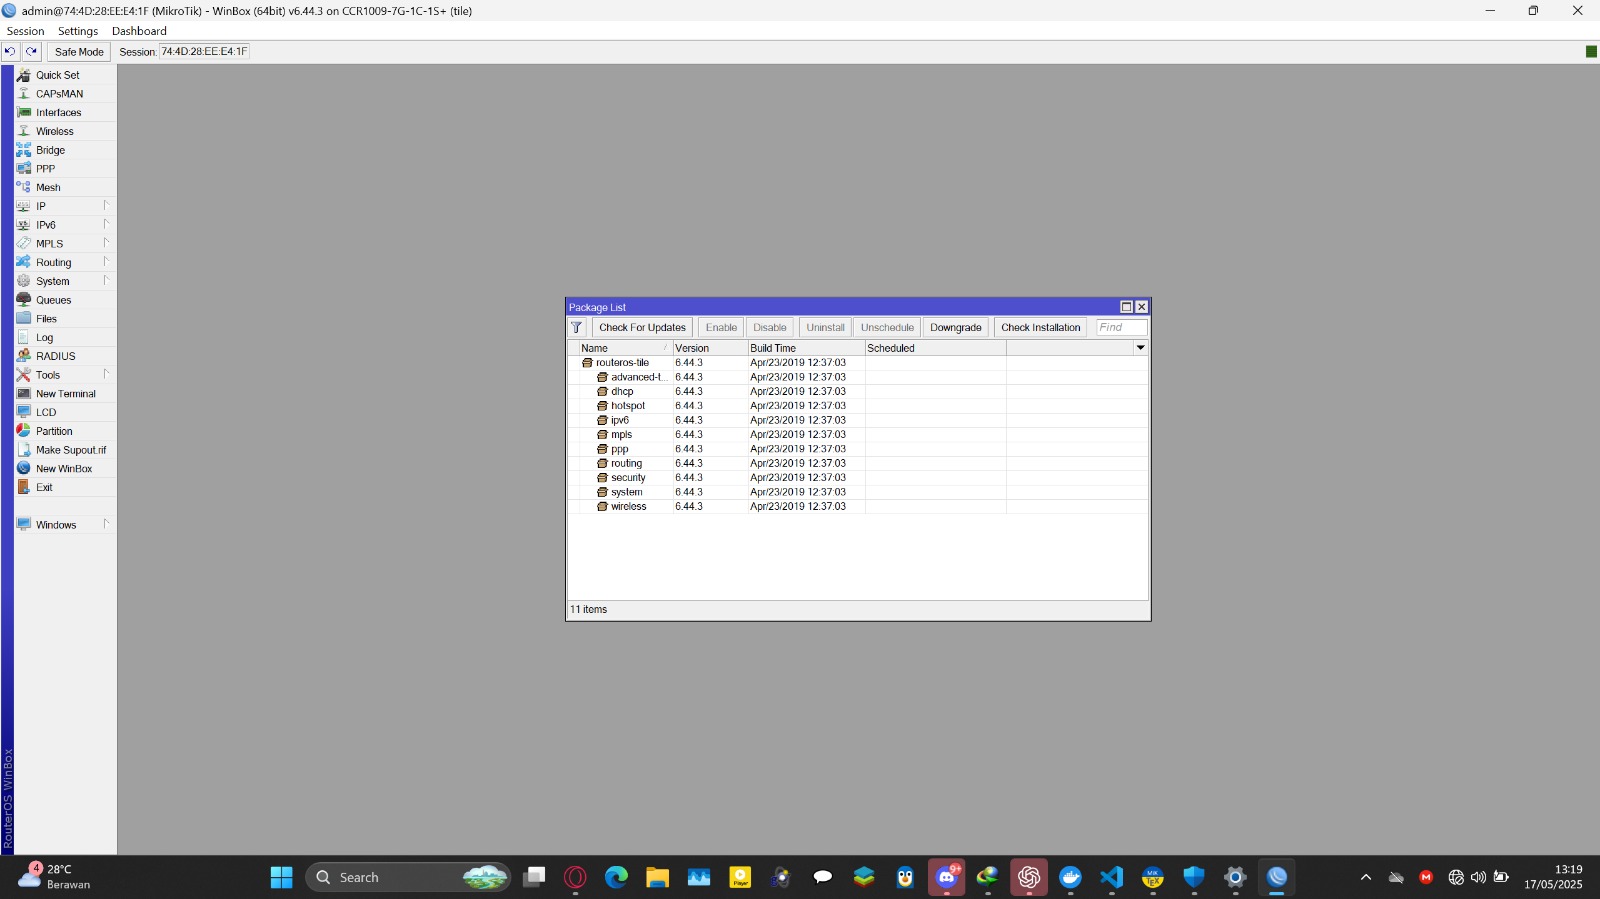 admin@74:4D:28:EE:E4:1F (MikroTik) - WinBox (64bit) v6.44.3 on CCR1009-7G-1C-1S+ (tile)
Session Settings Dashboard
Safe Mode Session: 74:4D:28:EE:E4:1F
Quick Set
CAPsMAN
Interfaces
Wireless
Bridge
PPP
Mesh
IP
IPv6
MPLS
Routing
System
Queues
Files
Log
RADIUS
Tools
New Terminal
LCD
Partition
Make Supout.rif
New WinBox
Exit
Windows
RouterOS WinBox
Package List
Check For Updates Enable Disable Uninstall Unschedule Downgrade Check Installation Find
Name Version Build Time Scheduled
routeros-tile 6.44.3 Apr/23/2019 12:37:03
advanced-t... 6.44.3 Apr/23/2019 12:37:03
dhcp 6.44.3 Apr/23/2019 12:37:03
hotspot 6.44.3 Apr/23/2019 12:37:03
ipv6 6.44.3 Apr/23/2019 12:37:03
mpls 6.44.3 Apr/23/2019 12:37:03
ppp 6.44.3 Apr/23/2019 12:37:03
routing 6.44.3 Apr/23/2019 12:37:03
security 6.44.3 Apr/23/2019 12:37:03
system 6.44.3 Apr/23/2019 12:37:03
wireless 6.44.3 Apr/23/2019 12:37:03
11 items
4
28°C
Berawan
Search
Player
9+
MiK
TEX
M
13:19
17/05/2025